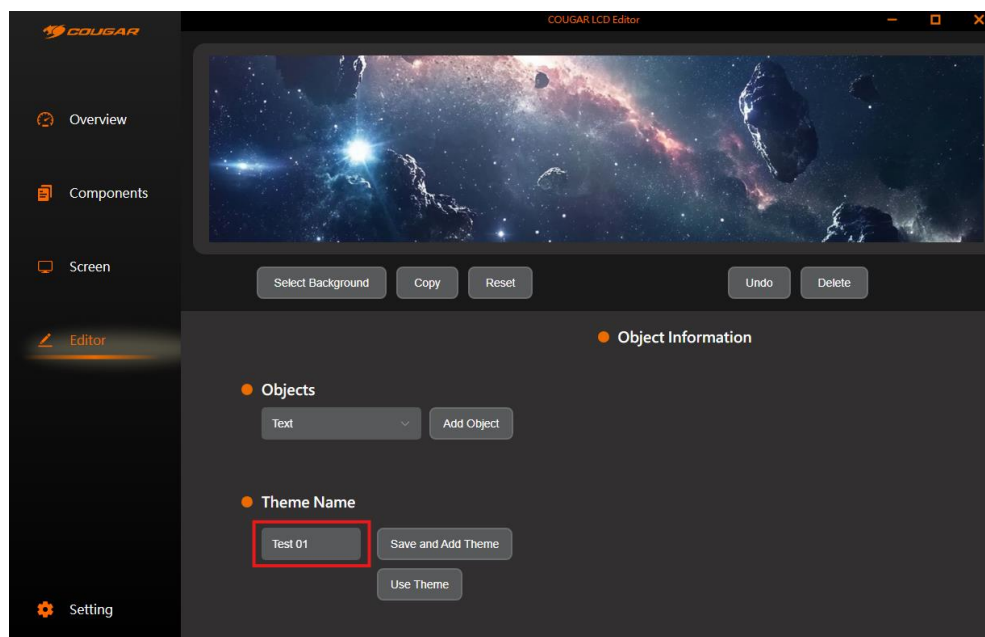 COUGAR
COUGAR LCD Editor
Overview
Components
Screen
Editor
Setting
Select Background
Copy
Reset
Undo
Delete
Object Information
Objects
Text
Add Object
Theme Name
Test 01
Save and Add Theme
Use Theme